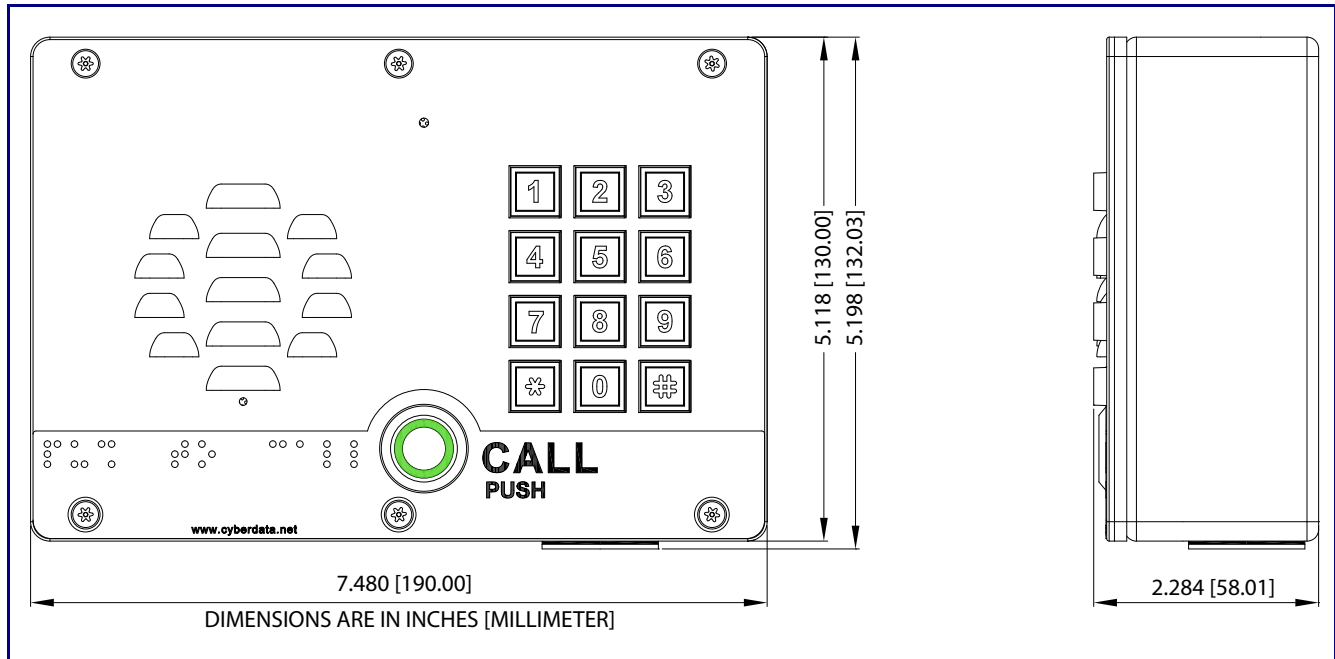 1 2 3
4 5 6
7 8 9
* 0 #
CALL
PUSH
www.cyberdata.net
5.118 [130.00]
5.198 [132.03]
7.480 [190.00]
2.284 [58.01]
DIMENSIONS ARE IN INCHES [MILLIMETER]